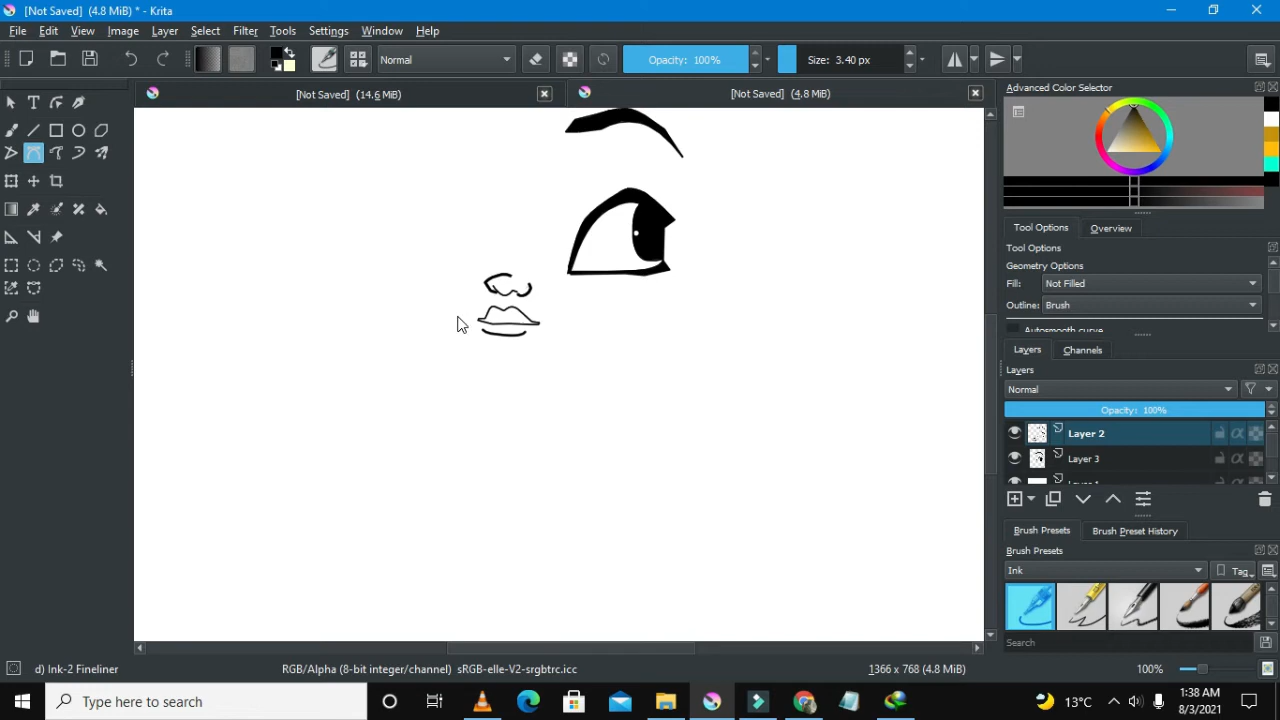 [Not Saved] (4.8 MiB) * - Krita
File Edit View Image Layer Select Filter Tools Settings Window Help
Normal Opacity: 100% Size: 3.40 px
[Not Saved] (14.6 MiB) [Not Saved] (4.8 MiB)
Advanced Color Selector
Tool Options Overview
Tool Options
Geometry Options
Fill: Not Filled
Outline: Brush
Autosmooth curve
Layers Channels
Layers
Normal
Opacity: 100%
Layer 2
Layer 3
Layer 1
Brush Presets Brush Preset History
Brush Presets
Ink Tag
Search
d) Ink-2 Fineliner RGB/Alpha (8-bit integer/channel) sRGB-elle-V2-srgbtrc.icc 1366 x 768 (4.8 MiB) 100%
Type here to search 13°C 1:38 AM
8/3/2021